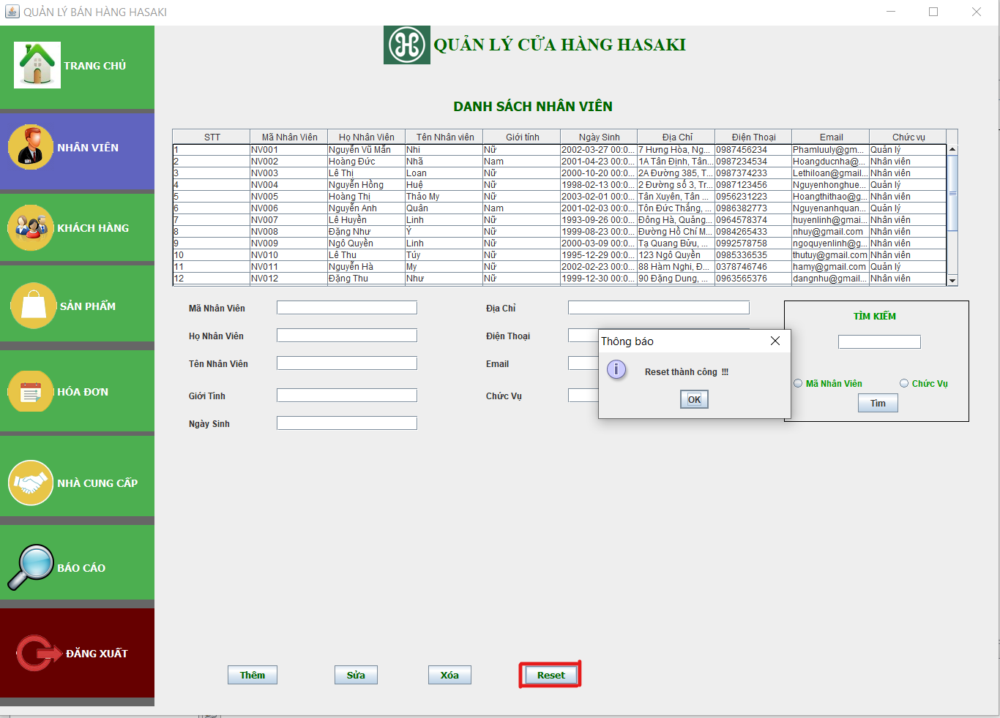 QUẢN LÝ BÁN HÀNG HASAKI
QUẢN LÝ CỬA HÀNG HASAKI
TRANG CHỦ
NHÂN VIÊN
KHÁCH HÀNG
SẢN PHẨM
HÓA ĐƠN
NHÀ CUNG CẤP
BÁO CÁO
ĐĂNG XUẤT
DANH SÁCH NHÂN VIÊN
STT Mã Nhân Viên Họ Nhân Viên Tên Nhân viên Giới tính Ngày Sinh Địa Chỉ Điện Thoại Email Chức vụ
1 NV001 Nguyễn Vũ Mẫn Nhi Nữ 2002-03-27 00:0... 7 Hưng Hòa, Ng... 0987456234 Phamluuly@gm... Quản lý
2 NV002 Hoàng Đức Nhã Nam 2001-04-23 00:0... 1A Tân Định, Tân... 0987234534 Hoangducnha@... Nhân viên
3 NV003 Lê Thị Loan Nữ 2000-10-20 00:0... 2A Đường 385, T... 0987374233 Lethiloan@gmail... Nhân viên
4 NV004 Nguyễn Hồng Huệ Nữ 1998-02-13 00:0... 2 Đường số 3, Tr... 0987123456 Nguyenhonghue... Quản lý
5 NV005 Hoàng Thị Thảo My Nữ 2003-02-01 00:0... Tân Xuyên, Tân ... 0956231223 Hoangthithao@g... Nhân viên
6 NV006 Nguyễn Anh Quân Nam 2001-02-03 00:0... Tôn Đức Thắng, ... 0986382773 Nguyenanhquan... Quản lý
7 NV007 Lê Huyền Linh Nữ 1993-09-26 00:0... Đông Hà, Quảng... 0964578374 huyenlinh@gmai... Nhân viên
8 NV008 Đặng Như Ý Nữ 1999-08-23 00:0... Đường Hồ Chí M... 0984265433 nhuy@gmail.com Nhân viên
9 NV009 Ngô Quyền Linh Nữ 2000-03-09 00:0... Tạ Quang Bửu, ... 0992578758 ngoquyenlinh@g... Nhân viên
10 NV010 Lê Thu Túy Nữ 1995-12-29 00:0... 123 Ngô Quyền 0985336535 thutuy@gmail.com Nhân viên
11 NV011 Nguyễn Hà My Nữ 2002-02-23 00:0... 88 Hàm Nghi, Đ... 0378746746 hamy@gmail.com Nhân viên
12 NV012 Đặng Thu Như Nữ 1999-12-30 00:0... 90 Đặng Dung, ... 0963565376 dangnhu@gmail... Nhân viên
Mã Nhân Viên
Họ Nhân Viên
Tên Nhân Viên
Giới Tính
Ngày Sinh
Địa Chỉ
Điện Thoại
Email
Chức Vụ
Thông báo
i
Reset thành công !!!
OK
TÌM KIẾM
Mã Nhân Viên
Chức Vụ
Tìm
Thêm
Sửa
Xóa
Reset